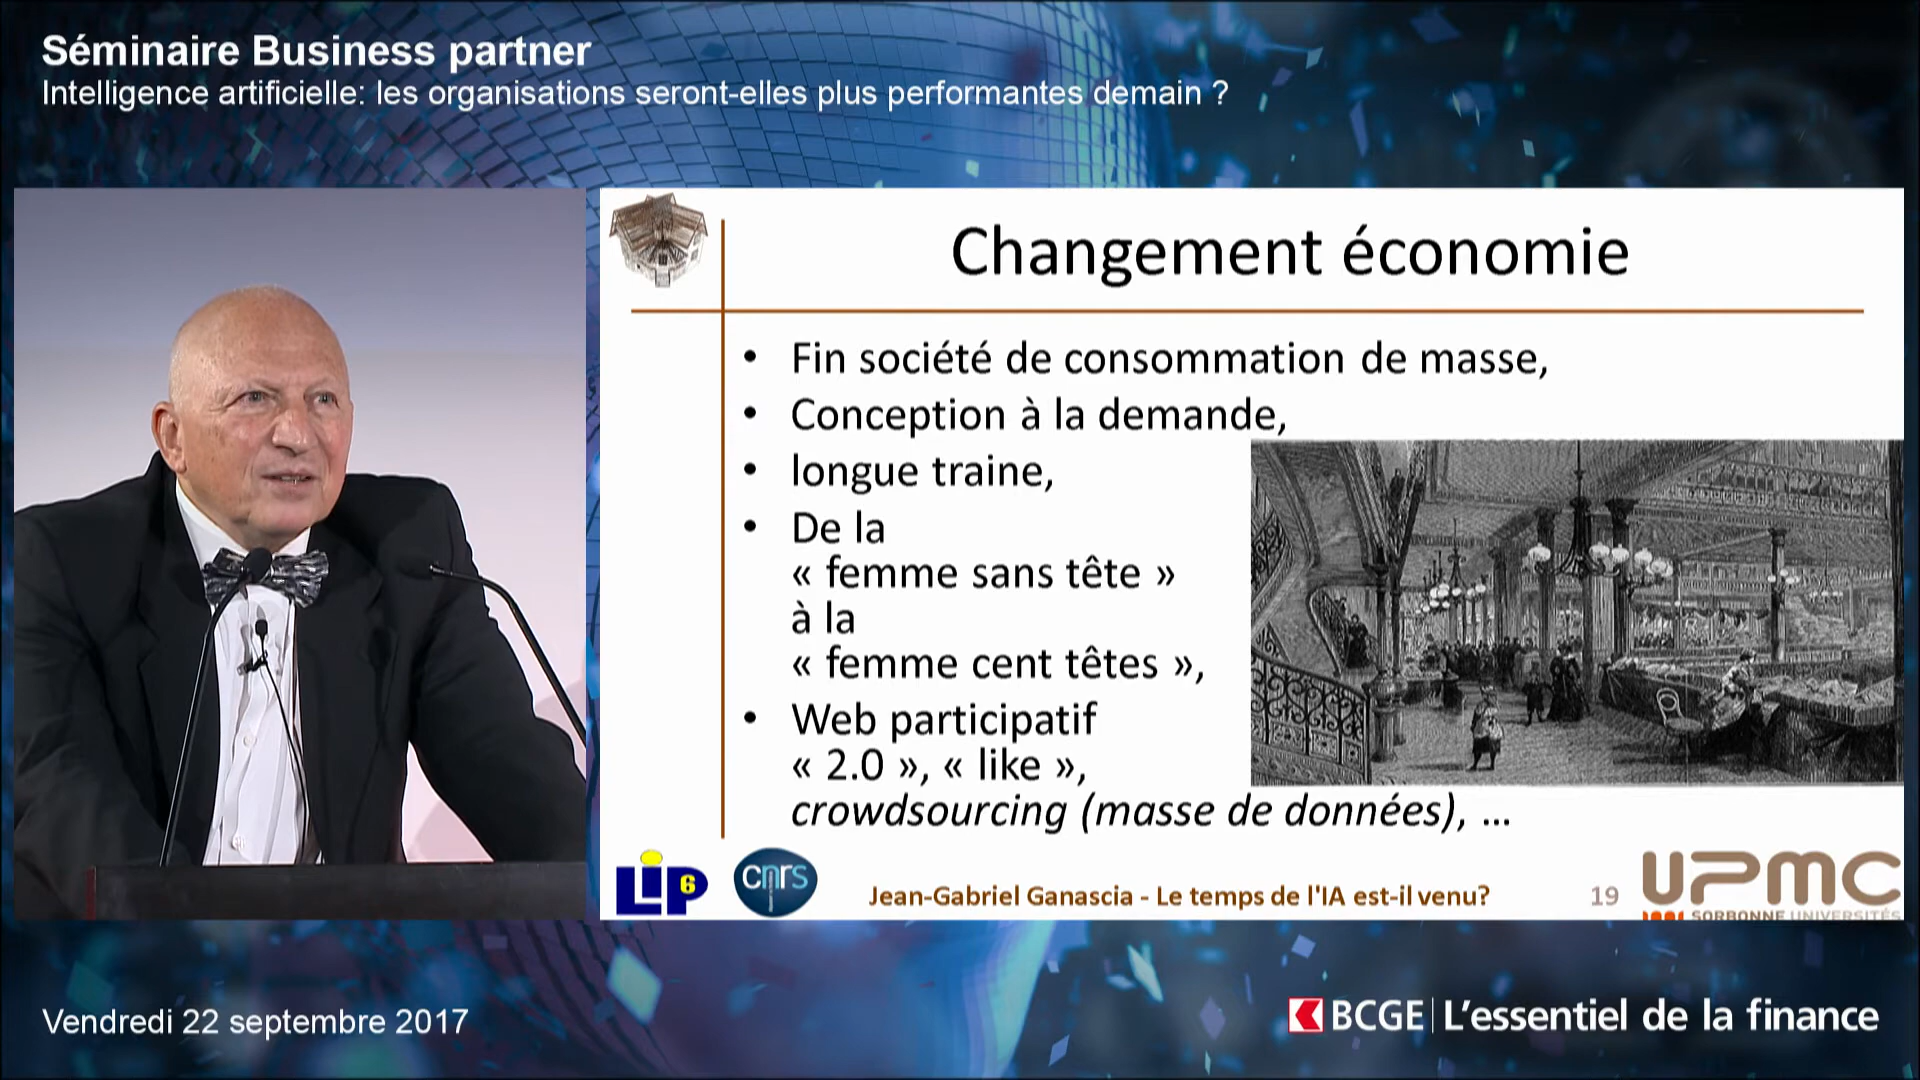 Séminaire Business partner
Intelligence artificielle: les organisations seront-elles plus performantes demain ?
Changement économie
• Fin société de consommation de masse,
• Conception à la demande,
• longue traine,
• De la
« femme sans tête »
à la
« femme cent têtes »,
• Web participatif
« 2.0 », « like »,
crowdsourcing (masse de données), ...
LIP6
cnrs
Jean-Gabriel Ganascia - Le temps de l'IA est-il venu?
19
UPMC
SORBONNE UNIVERSITÉS
Vendredi 22 septembre 2017
BCGE | L'essentiel de la finance